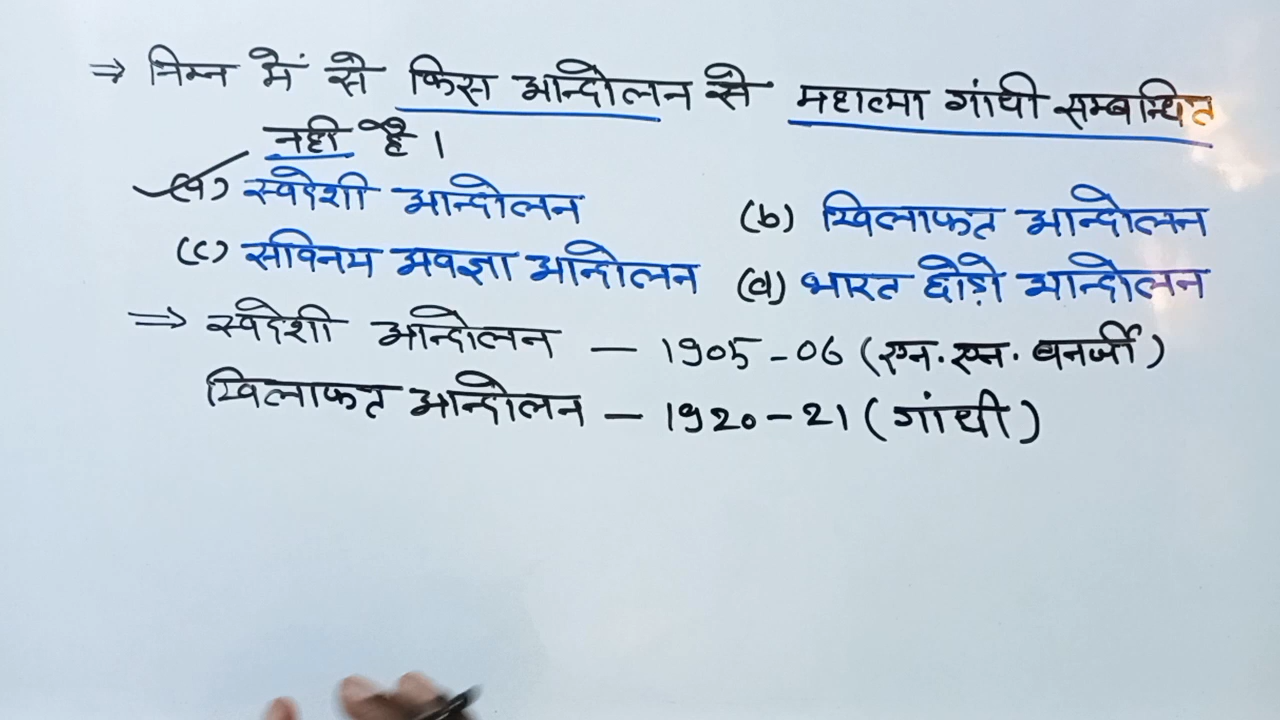 ⇒ निम्न में से किस आन्दोलन से महात्मा गांधी सम्बन्धित
नही है।
(a) स्वदेशी आन्दोलन (b) खिलाफत आन्दोलन
(c) सविनय अवज्ञा आन्दोलन (d) भारत छोड़ो आन्दोलन
⇒ स्वदेशी आन्दोलन – 1905-06 (एन.एन. बनर्जी)
खिलाफत आन्दोलन – 1920-21 (गांधी)